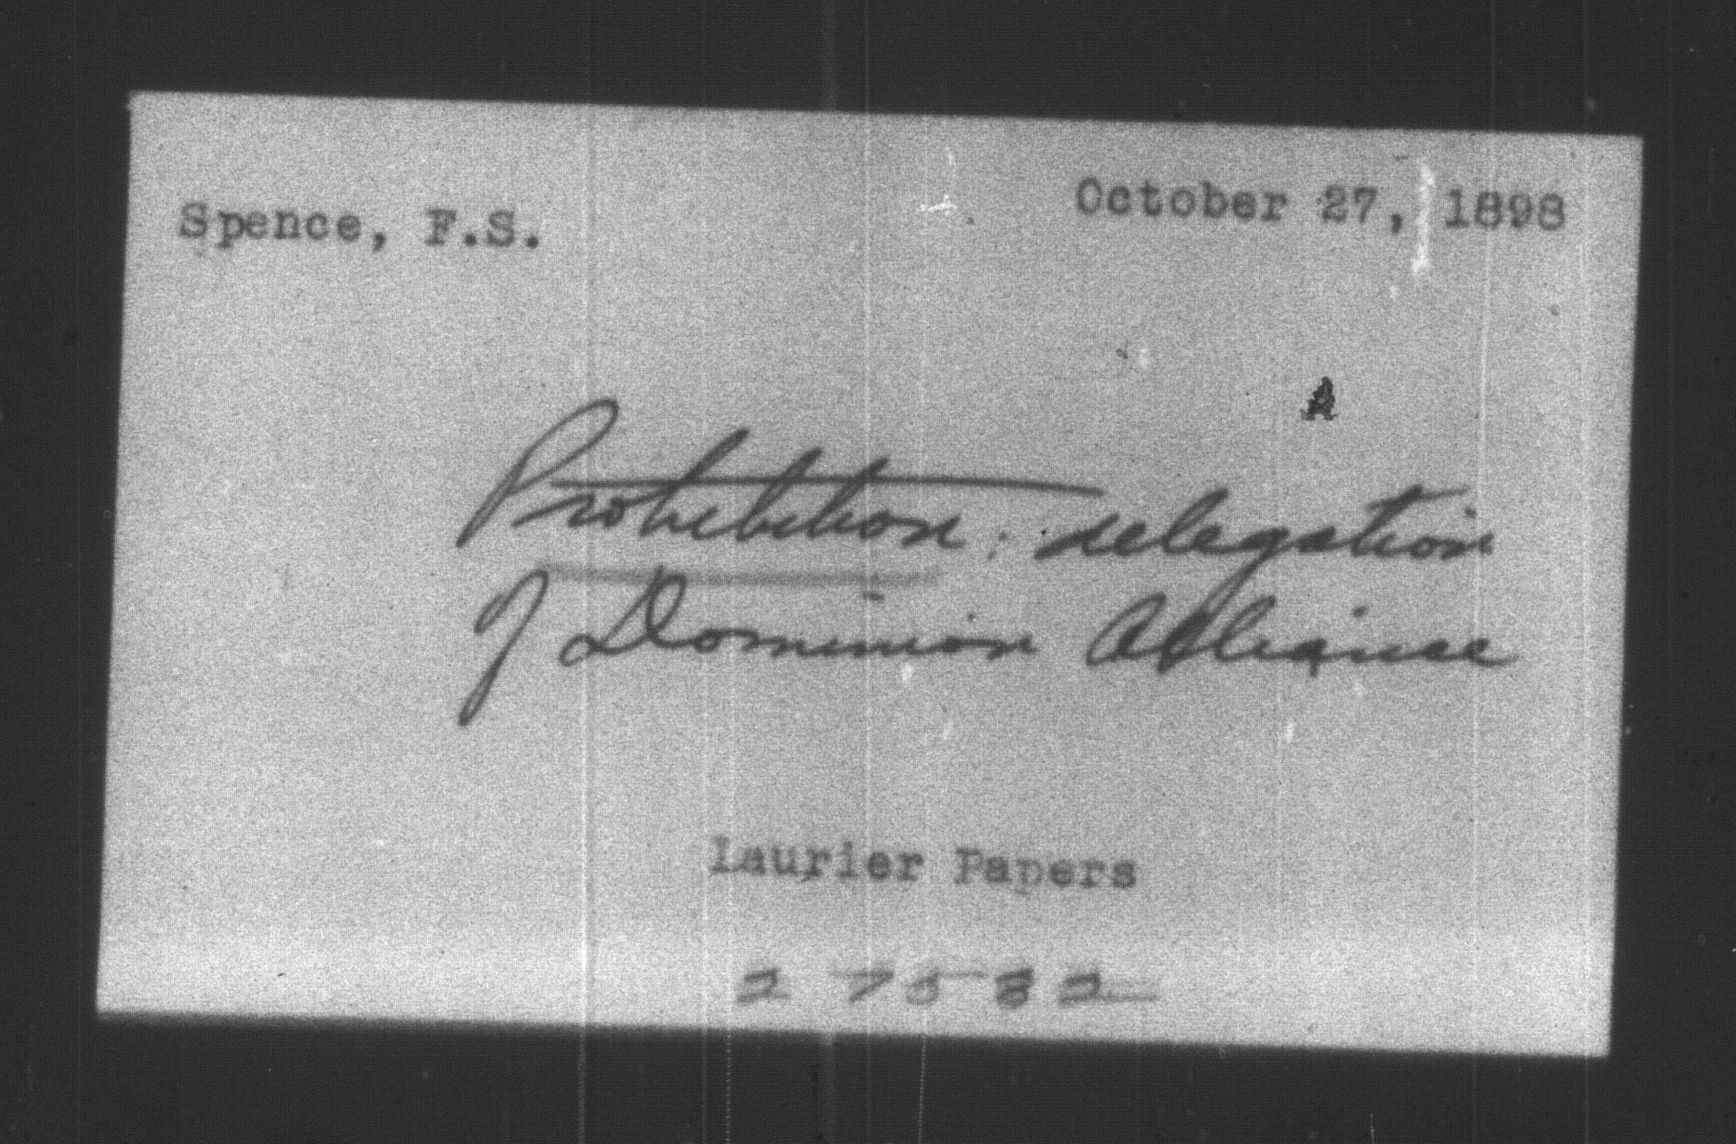 Spence, F.S. October 27, 1898
A
Prohibition: delegation
of Dominion Alliance
Laurier Papers
27582